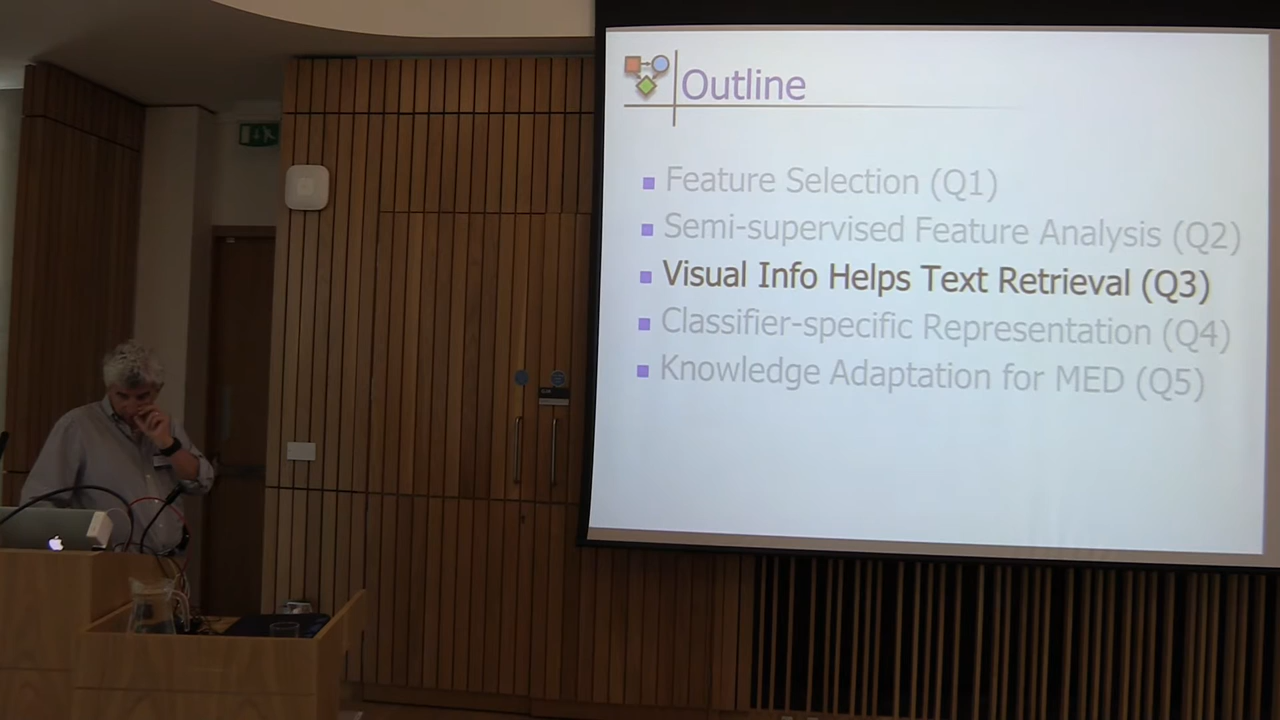 Outline
Feature Selection (Q1)
Semi-supervised Feature Analysis (Q2)
Visual Info Helps Text Retrieval (Q3)
Classifier-specific Representation (Q4)
Knowledge Adaptation for MED (Q5)